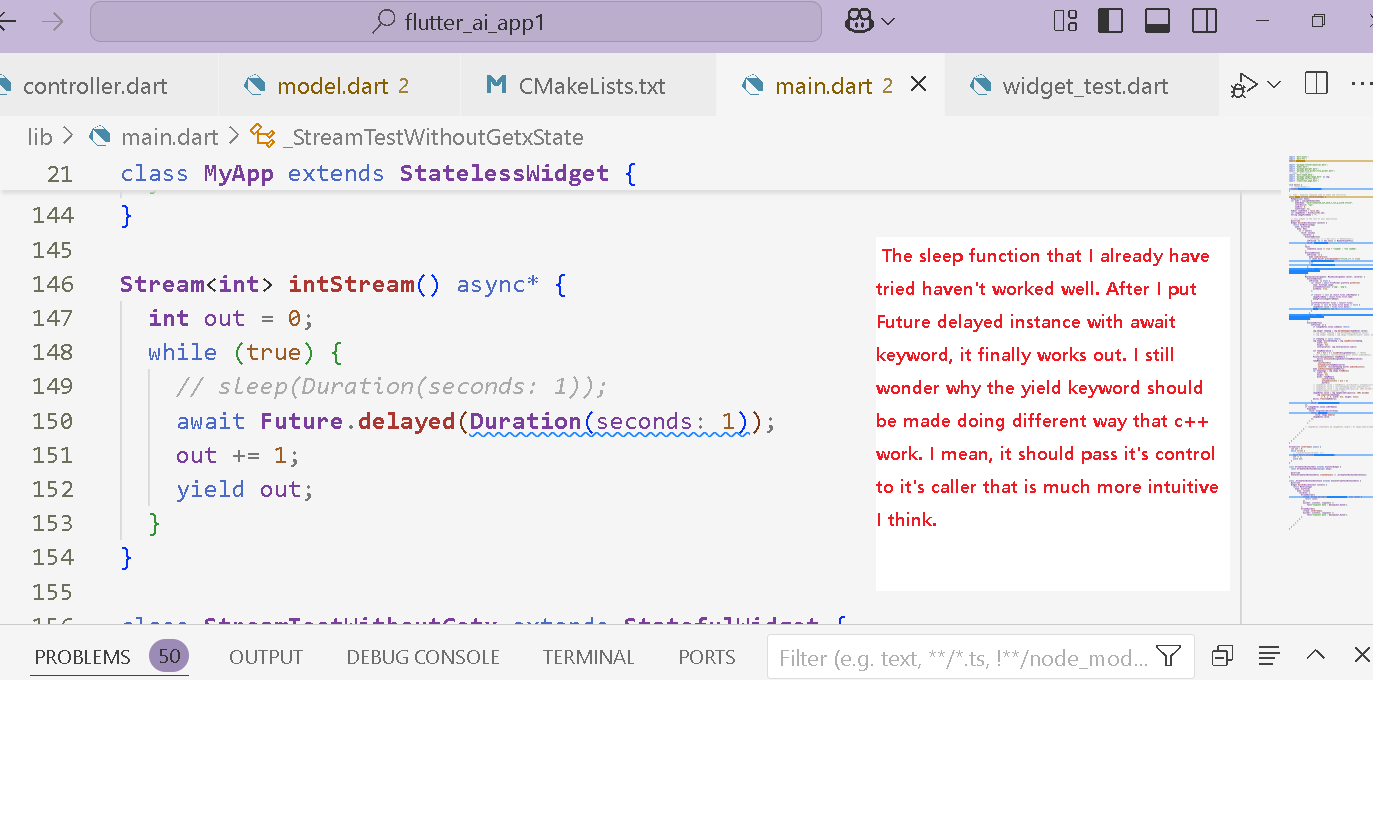 flutter_ai_app1
controller.dart
model.dart 2
CMakeLists.txt
main.dart 2
widget_test.dart
lib > main.dart > _StreamTestWithoutGetxState
21 class MyApp extends StatelessWidget {
144 }
145
146 Stream<int> intStream() async* {
147 int out = 0;
148 while (true) {
149 // sleep(Duration(seconds: 1));
150 await Future.delayed(Duration(seconds: 1));
151 out += 1;
152 yield out;
153 }
154 }
155
156 class StreamTestWithoutGetx extends StatefulWidget {
The sleep function that I already have
tried haven't worked well. After I put
Future delayed instance with await
keyword, it finally works out. I still
wonder why the yield keyword should
be made doing different way that c++
work. I mean, it should pass it's control
to it's caller that is much more intuitive
I think.
PROBLEMS 50
OUTPUT
DEBUG CONSOLE
TERMINAL
PORTS
Filter (e.g. text, **/*.ts, !**/node_mod...